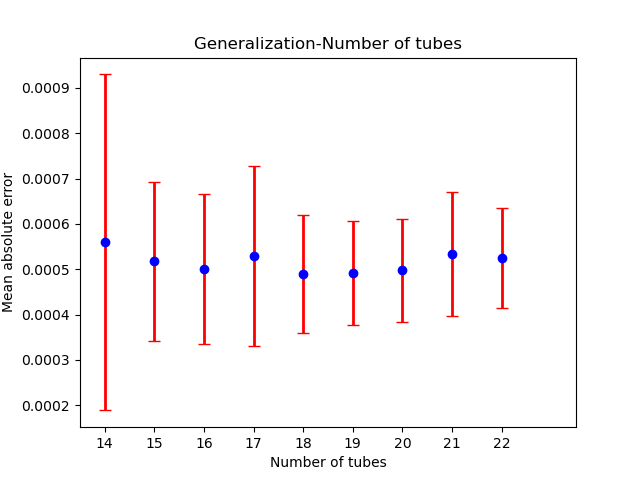 Generalization-Number of tubes
Mean absolute error
0.0009
0.0008
0.0007
0.0006
0.0005
0.0004
0.0003
0.0002
14 15 16 17 18 19 20 21 22
Number of tubes